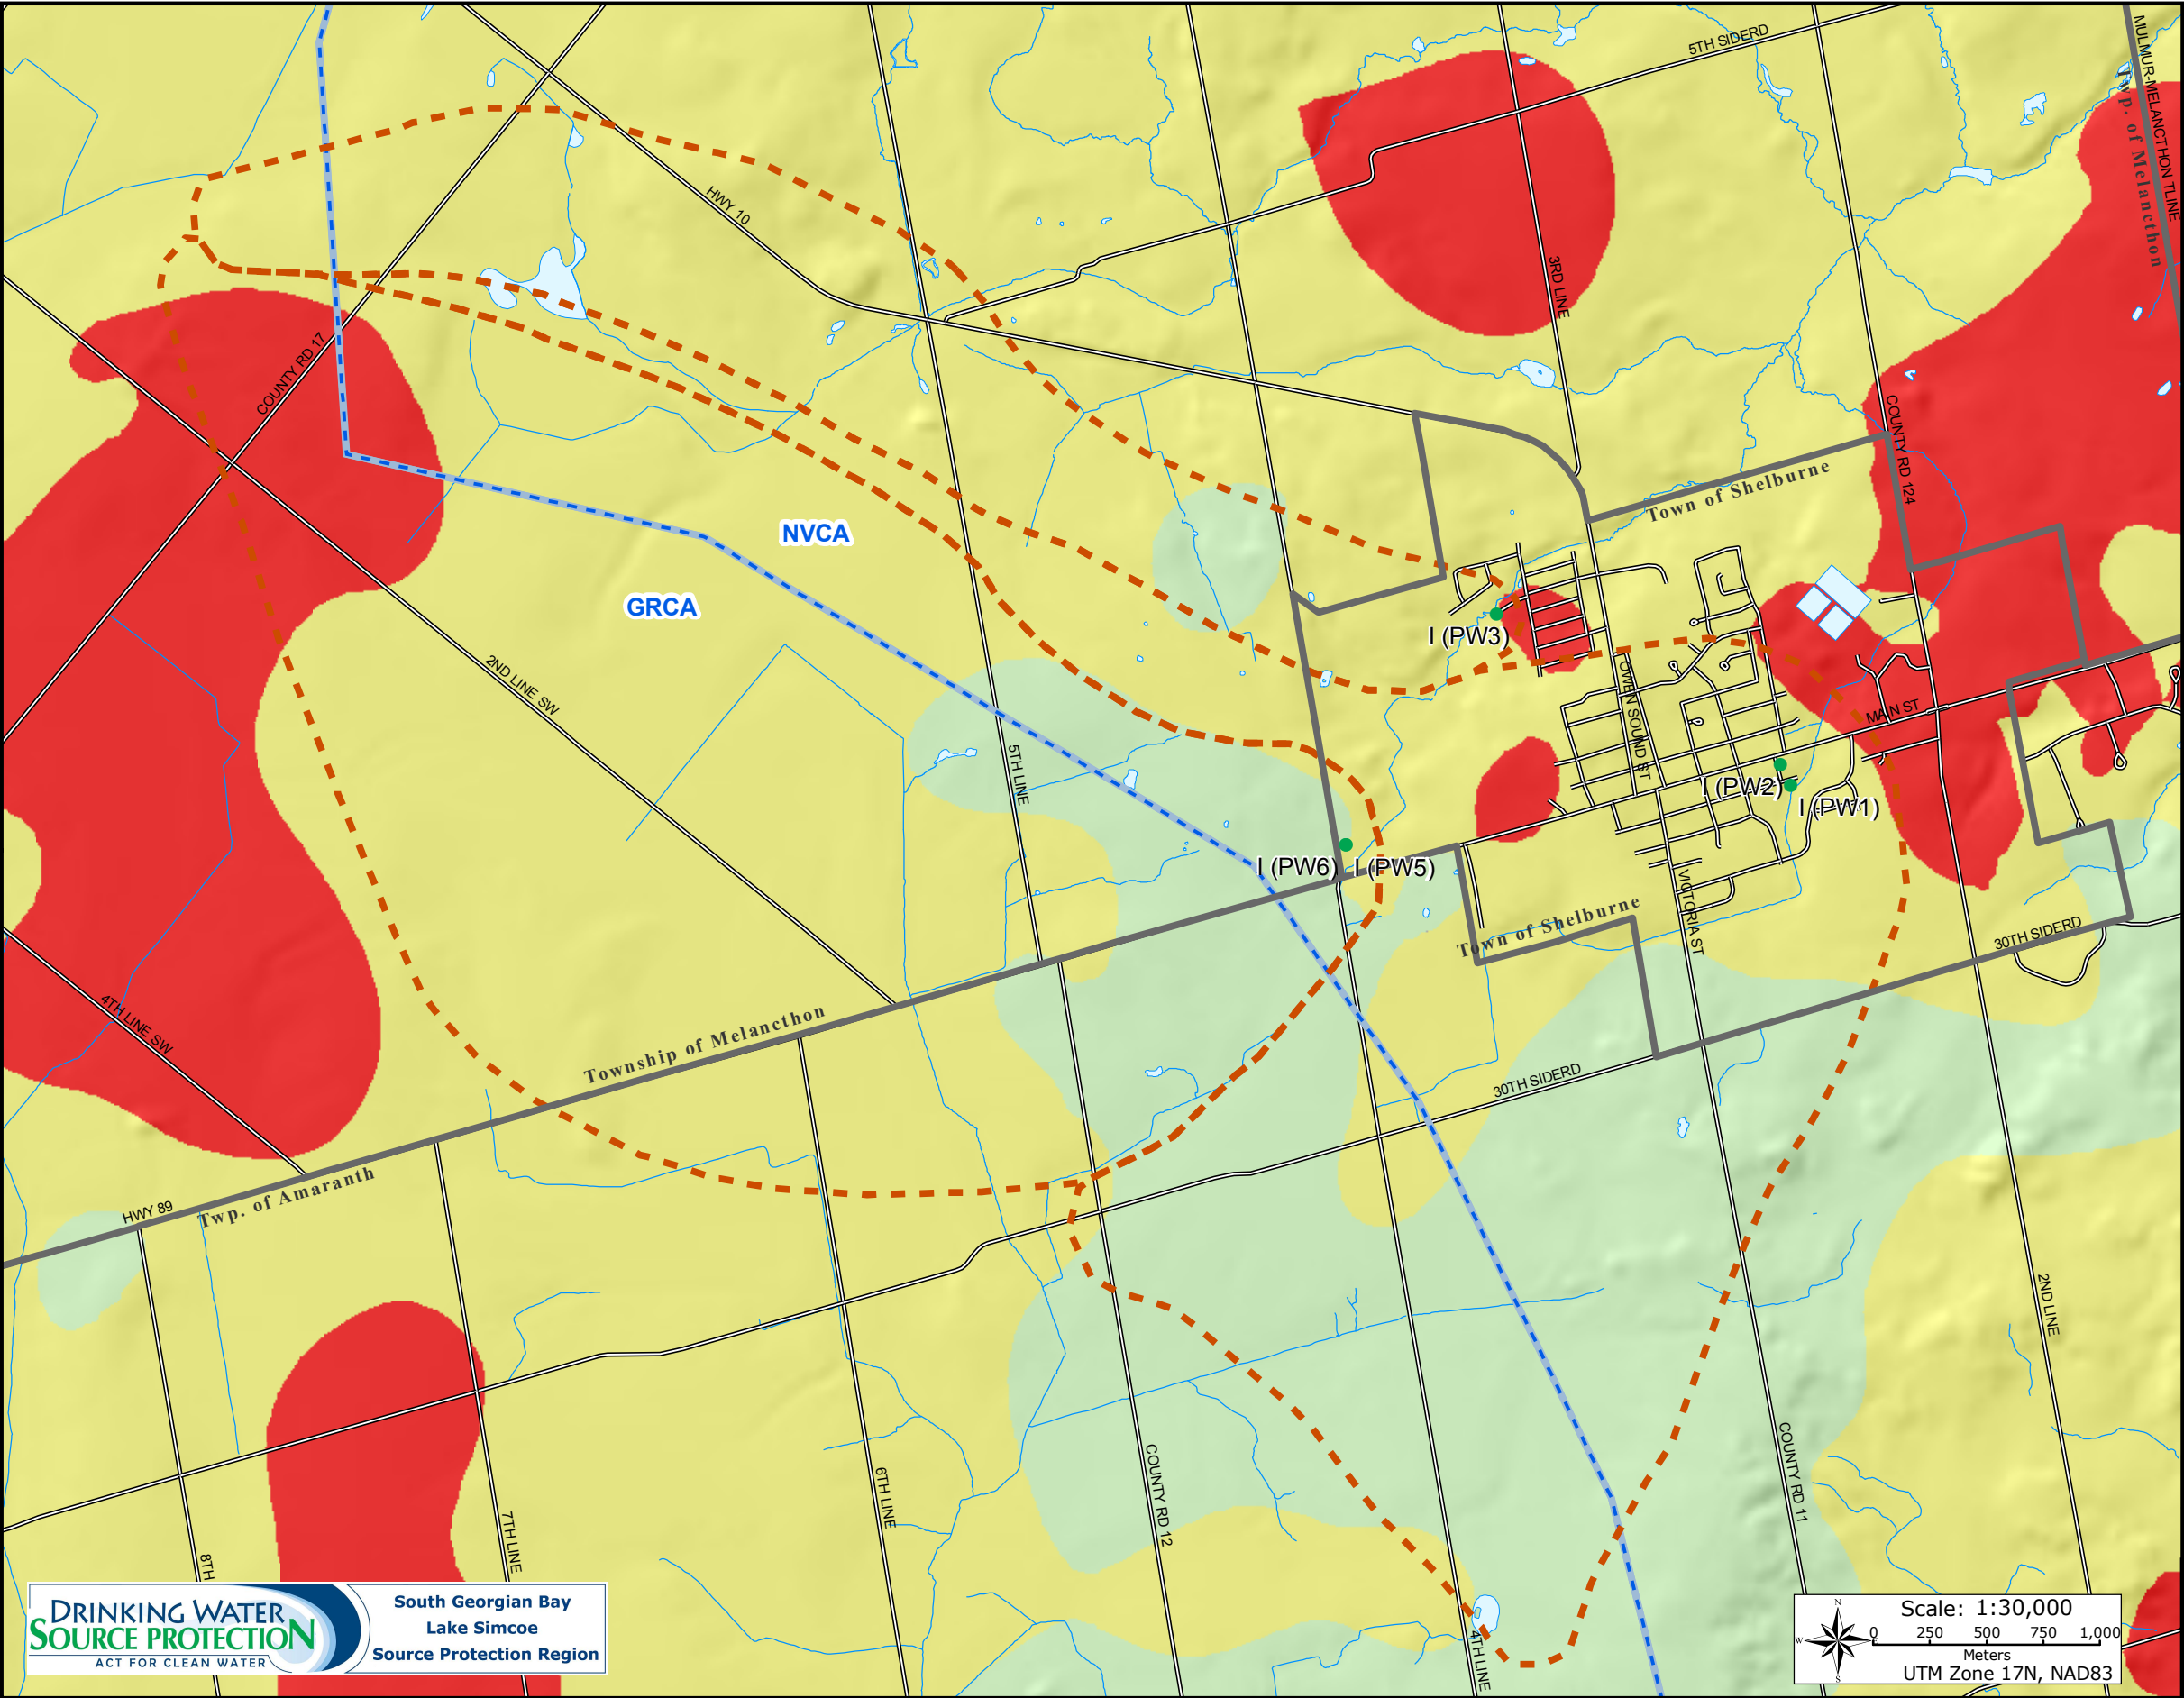 5TH SIDERD
MULMUR-MELANCTHON TLINE
Twp. of Melancthon
HWY 10
3RD LINE
COUNTY RD 17
COUNTY RD 124
Town of Shelburne
NVCA
GRCA
I (PW3)
2ND LINE SW
OWEN SOUND ST
MAIN ST
5TH LINE
I (PW2)
I (PW1)
I (PW6)
I (PW5)
VICTORIA ST
Town of Shelburne
30TH SIDERD
4TH LINE SW
Township of Melancthon
30TH SIDERD
Twp. of Amaranth
HWY 89
2ND LINE
COUNTY RD 11
COUNTY RD 12
6TH LINE
7TH LINE
8TH
4TH LINE
DRINKING WATER
SOURCE PROTECTION
ACT FOR CLEAN WATER
South Georgian Bay
Lake Simcoe
Source Protection Region
N
W
E
S
Scale: 1:30,000
0 250 500 750 1,000
Meters
UTM Zone 17N, NAD83